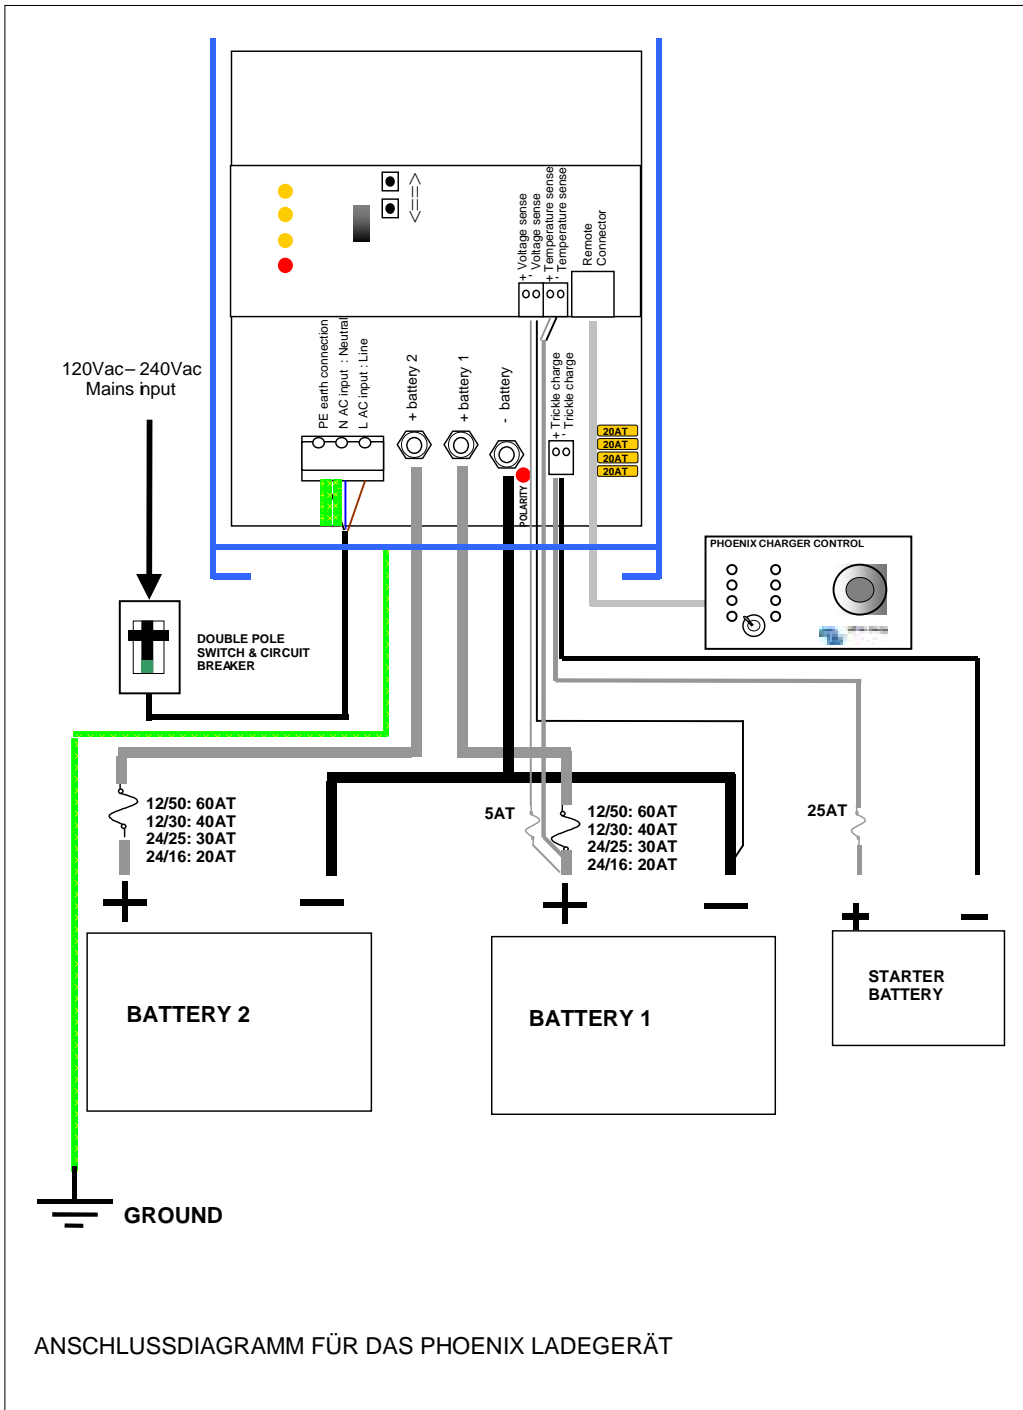 + Voltage sense
- Voltage sense
+ Temperature sense
- Temperature sense
Remote
Connector
<===>
120Vac– 240Vac
Mains input
PE earth connection
N AC input : Neutral
L AC input : Line
+ battery 2
+ battery 1
- battery
+ Trickle charge
- Trickle charge
20AT
20AT
20AT
20AT
POLARITY
PHOENIX CHARGER CONTROL
DOUBLE POLE
SWITCH & CIRCUIT
BREAKER
12/50: 60AT
12/30: 40AT
24/25: 30AT
24/16: 20AT
5AT
12/50: 60AT
12/30: 40AT
24/25: 30AT
24/16: 20AT
25AT
BATTERY 2
BATTERY 1
STARTER
BATTERY
GROUND
ANSCHLUSSDIAGRAMM FÜR DAS PHOENIX LADEGERÄT